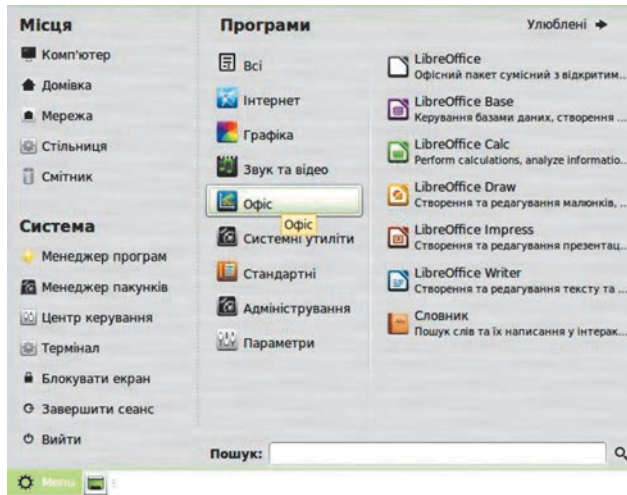 Місця
Комп'ютер
Домівка
Мережа
Стільниця
Смітник
Система
Менеджер програм
Менеджер пакунків
Центр керування
Термінал
Блокувати екран
Завершити сеанс
Вийти
Програми
Всі
Інтернет
Графіка
Звук та відео
Офіс
Офіс
Системні утиліти
Стандартні
Адміністрування
Параметри
Улюблені
LibreOffice
Офісний пакет сумісний з відкритим...
LibreOffice Base
Керування базами даних, створення ...
LibreOffice Calc
Perform calculations, analyze informatio...
LibreOffice Draw
Створення та редагування малюнків, ...
LibreOffice Impress
Створення та редагування презентац...
LibreOffice Writer
Створення та редагування тексту та ...
Словник
Пошук слів та їх написання у інтерак...
Пошук:
Menu